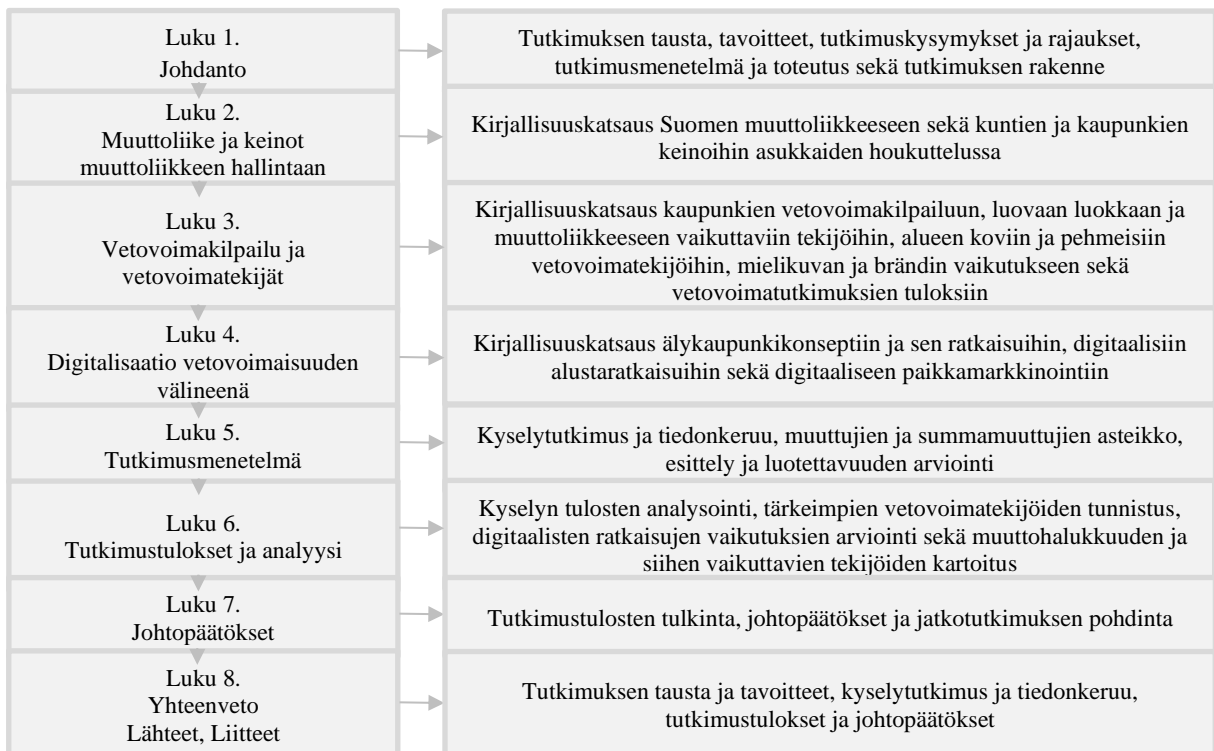 Luku 1.
Johdanto
Tutkimuksen tausta, tavoitteet, tutkimuskysymykset ja rajaukset,
tutkimusmenetelmä ja toteutus sekä tutkimuksen rakenne
Luku 2.
Muuttoliike ja keinot
muuttoliikkeen hallintaan
Kirjallisuuskatsaus Suomen muuttoliikkeeseen sekä kuntien ja kaupunkien
keinoihin asukkaiden houkuttelussa
Luku 3.
Vetovoimakilpailu ja
vetovoimatekijät
Kirjallisuuskatsaus kaupunkien vetovoimakilpailuun, luovaan luokkaan ja
muuttoliikkeeseen vaikuttaviin tekijöihin, alueen koviin ja pehmeisiin
vetovoimatekijöihin, mielikuvan ja brändin vaikutukseen sekä
vetovoimatutkimuksien tuloksiin
Luku 4.
Digitalisaatio vetovoimaisuuden
välineenä
Kirjallisuuskatsaus älykaupunkikonseptiin ja sen ratkaisuihin, digitaalisiin
alustaratkaisuihin sekä digitaaliseen paikkamarkkinointiin
Luku 5.
Tutkimusmenetelmä
Kyselytutkimus ja tiedonkeruu, muuttujien ja summamuuttujien asteikko,
esittely ja luotettavuuden arviointi
Luku 6.
Tutkimustulokset ja analyysi
Kyselyn tulosten analysointi, tärkeimpien vetovoimatekijöiden tunnistus,
digitaalisten ratkaisujen vaikutuksien arviointi sekä muuttohalukkuuden ja
siihen vaikuttavien tekijöiden kartoitus
Luku 7.
Johtopäätökset
Tutkimustulosten tulkinta, johtopäätökset ja jatkotutkimuksen pohdinta
Luku 8.
Yhteenveto
Lähteet, Liitteet
Tutkimuksen tausta ja tavoitteet, kyselytutkimus ja tiedonkeruu,
tutkimustulokset ja johtopäätökset